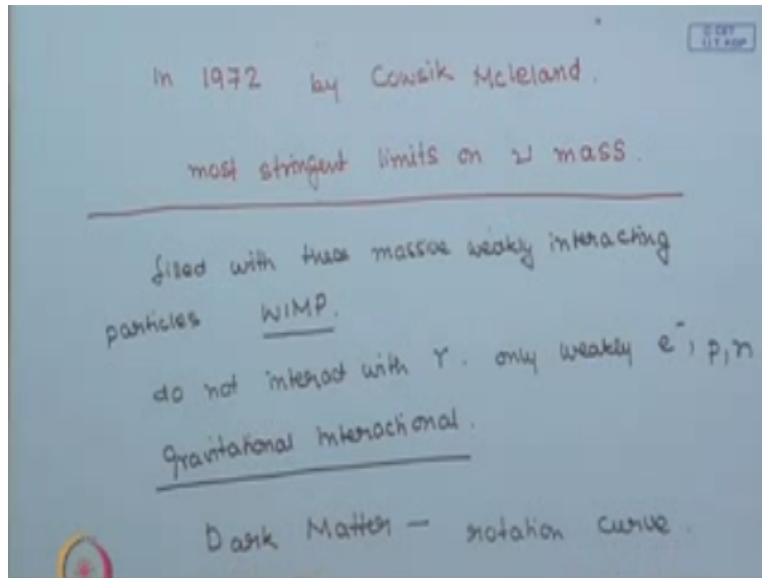 In 1972 by Cowsik Mcleland.
most stringent limits on ν mass.
filled with these massive weakly interacting
particles WIMP.
do not interact with γ. only weakly e⁻, p, n
Gravitational interactional.
Dark Matter – rotation curve.